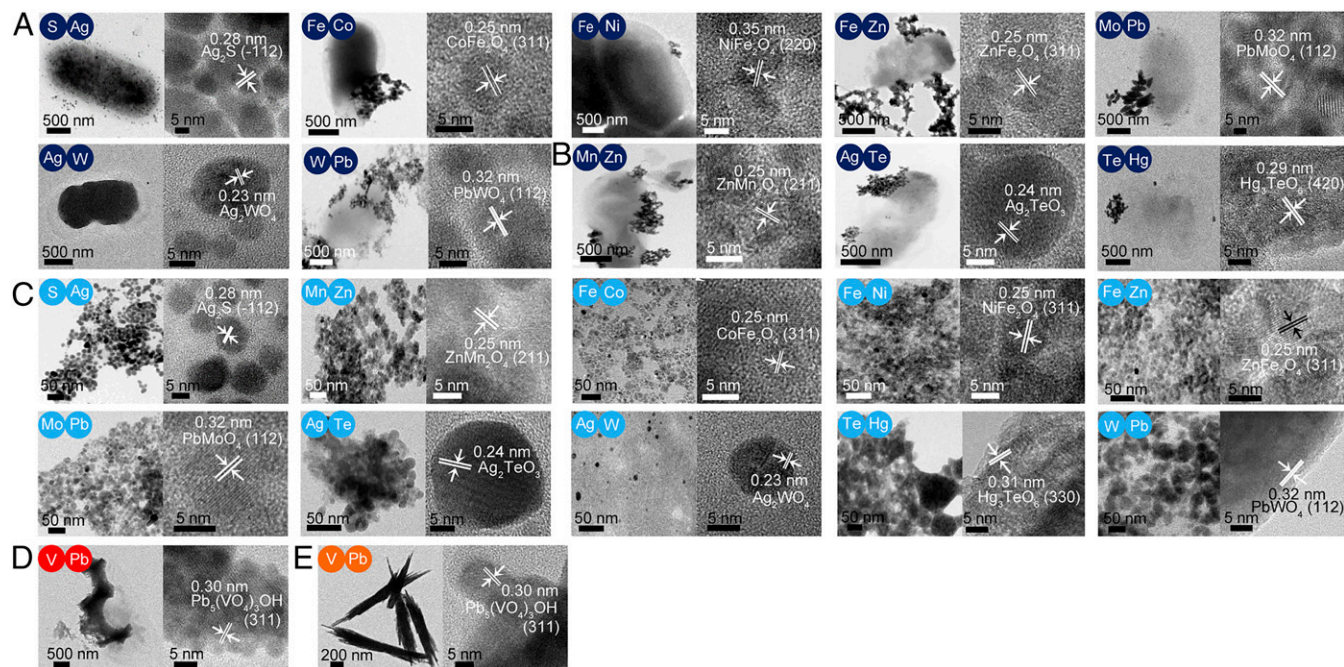 A
S Ag
0.28 nm
Ag₂S (-112)
500 nm
5 nm
Fe Co
0.25 nm
CoFe₂O₄ (311)
500 nm
5 nm
Fe Ni
0.35 nm
NiFe₂O₄ (220)
500 nm
5 nm
Fe Zn
0.25 nm
ZnFe₂O₄ (311)
500 nm
5 nm
Mo Pb
0.32 nm
PbMoO₄ (112)
500 nm
5 nm
Ag W
0.23 nm
Ag₂WO₄
500 nm
5 nm
W Pb
0.32 nm
PbWO₄ (112)
500 nm
5 nm
B
Mn Zn
0.25 nm
ZnMn₂O₄ (211)
500 nm
5 nm
Ag Te
0.24 nm
Ag₂TeO₃
500 nm
5 nm
Te Hg
0.29 nm
Hg₃TeO₆ (420)
500 nm
5 nm
C
S Ag
0.28 nm
Ag₂S (-112)
50 nm
5 nm
Mn Zn
0.25 nm
ZnMn₂O₄ (211)
50 nm
5 nm
Fe Co
0.25 nm
CoFe₂O₄ (311)
50 nm
5 nm
Fe Ni
0.25 nm
NiFe₂O₄ (311)
50 nm
5 nm
Fe Zn
0.25 nm
ZnFe₂O₄ (311)
50 nm
5 nm
Mo Pb
0.32 nm
PbMoO₄ (112)
50 nm
5 nm
Ag Te
0.24 nm
Ag₂TeO₃
50 nm
5 nm
Ag W
0.23 nm
Ag₂WO₄
50 nm
5 nm
Te Hg
0.31 nm
Hg₃TeO₆ (330)
50 nm
5 nm
W Pb
0.32 nm
PbWO₄ (112)
50 nm
5 nm
D
V Pb
0.30 nm
Pb₅(VO₄)₃OH
(311)
500 nm
5 nm
E
V Pb
0.30 nm
Pb₅(VO₄)₃OH
(311)
200 nm
5 nm